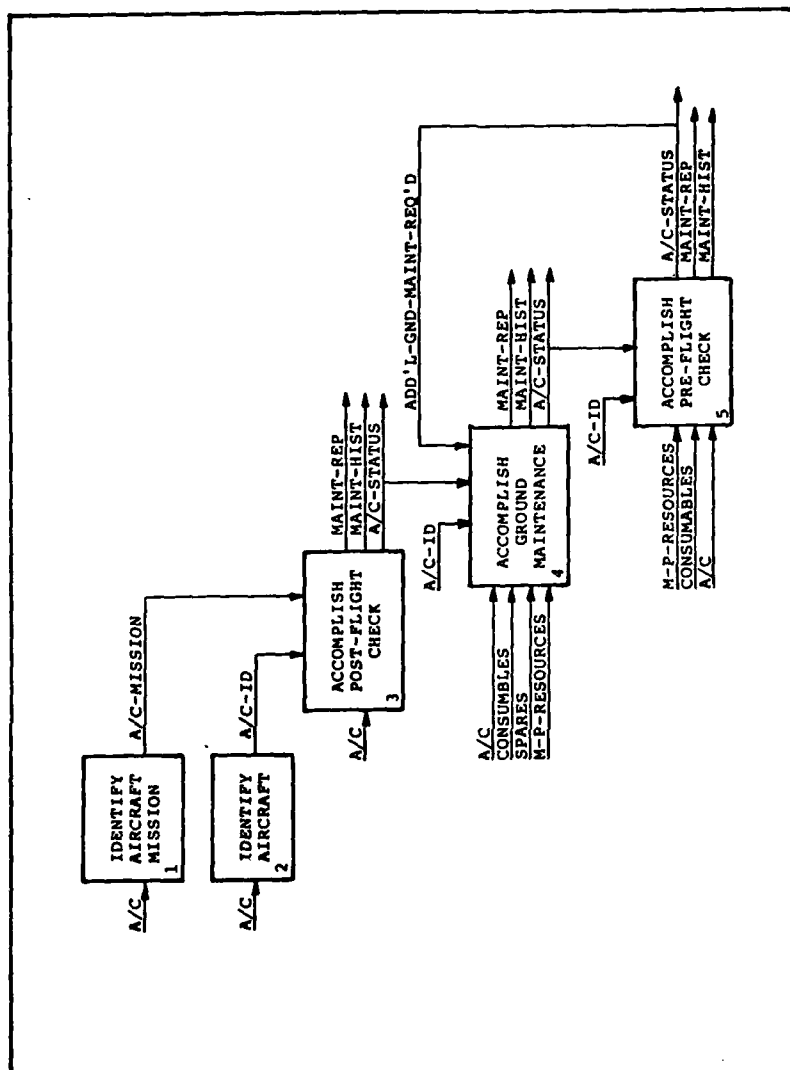 A/C
IDENTIFY
AIRCRAFT
MISSION
1
A/C-MISSION
A/C
IDENTIFY
AIRCRAFT
2
A/C-ID
A/C
ACCOMPLISH
POST-FLIGHT
CHECK
3
MAINT-REP
MAINT-HIST
A/C-STATUS
A/C
CONSUMBLES
SPARES
M-P-RESOURCES
A/C-ID
ACCOMPLISH
GROUND
MAINTENANCE
4
ADD'L-GND-MAINT-REQ'D
MAINT-REP
MAINT-HIST
A/C-STATUS
M-P-RESOURCES
CONSUMABLES
A/C
A/C-ID
ACCOMPLISH
PRE-FLIGHT
CHECK
5
A/C-STATUS
MAINT-REP
MAINT-HIST